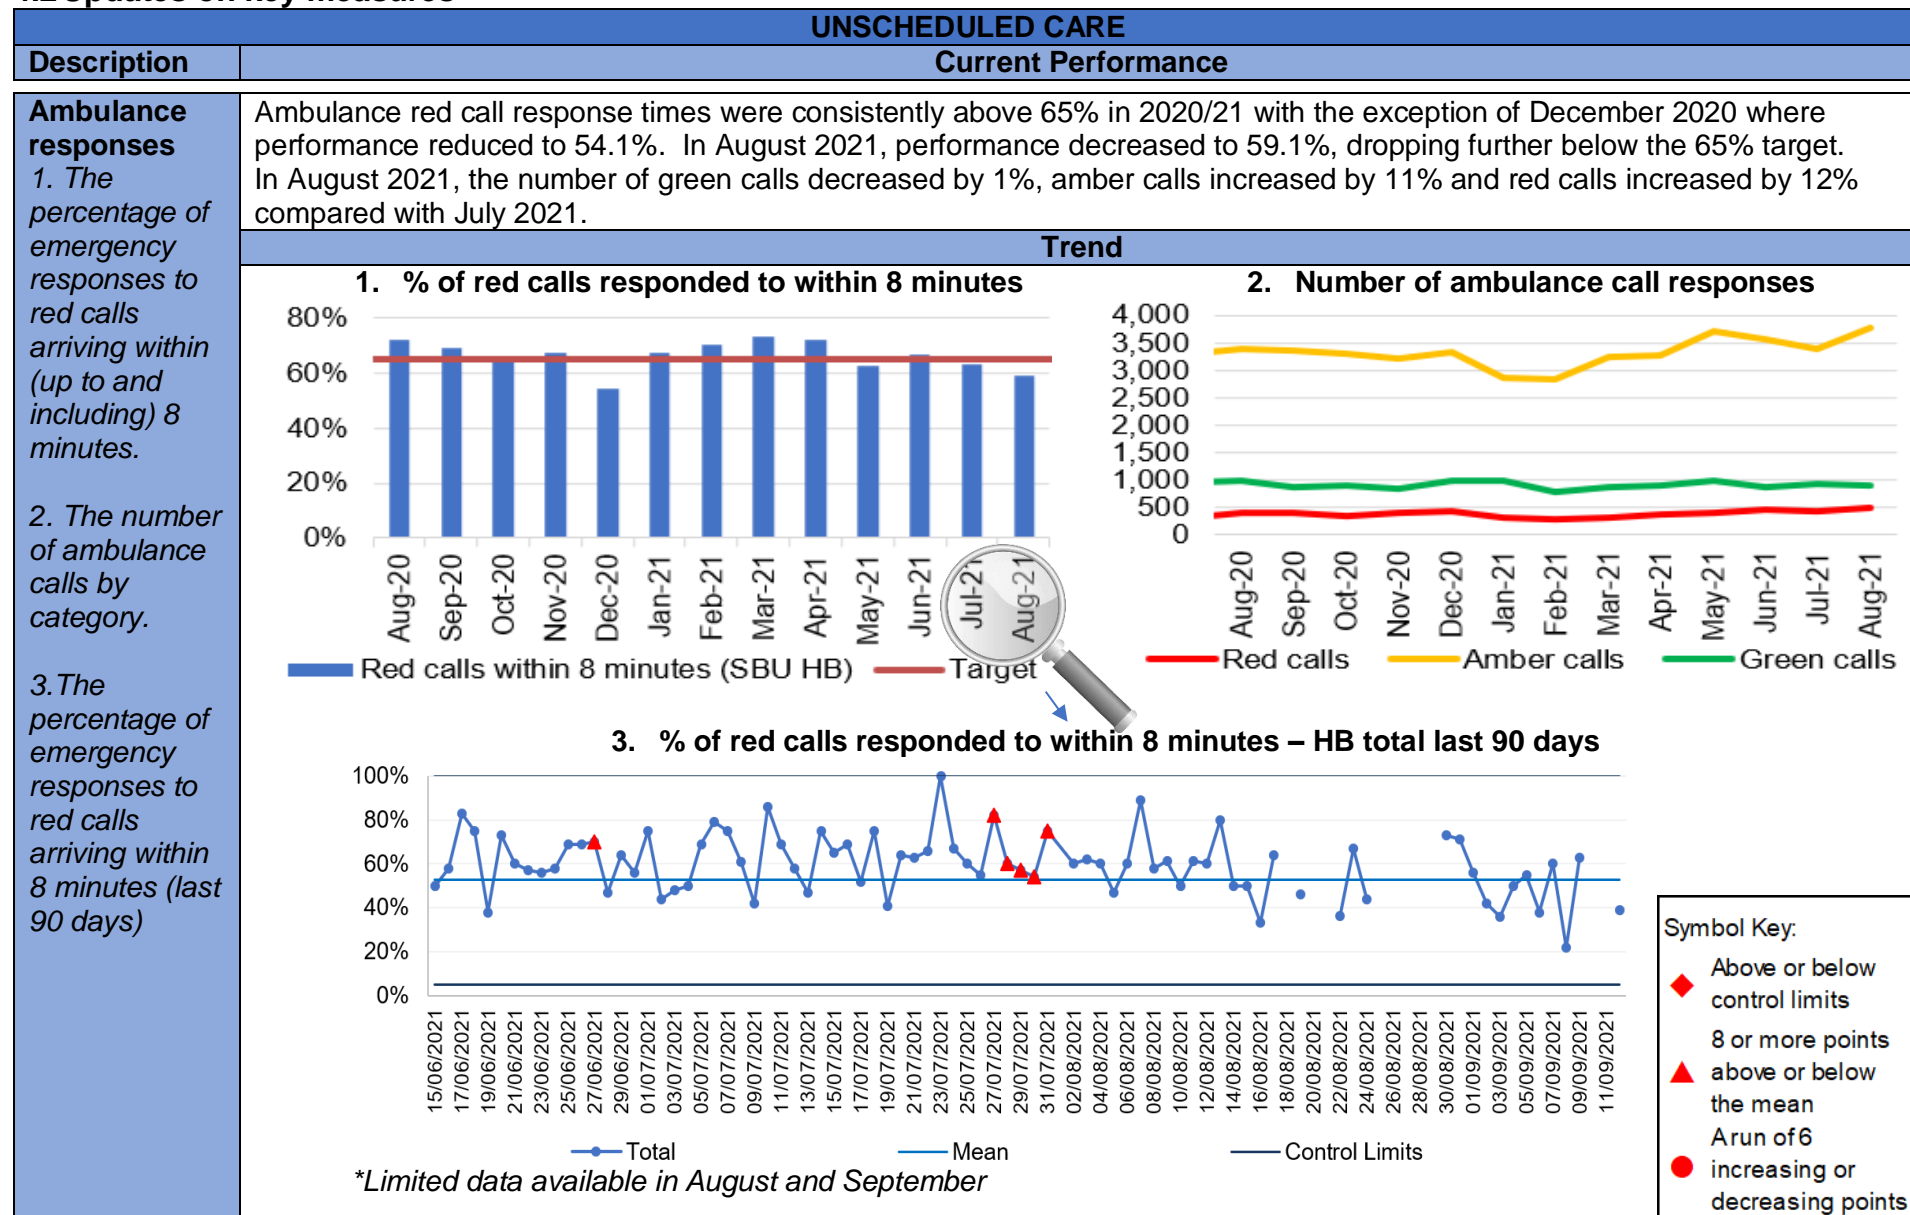 4.2 Updates on key measures
UNSCHEDULED CARE
Description
Current Performance
Ambulance
responses
1. The
percentage of
emergency
responses to
red calls
arriving within
(up to and
including) 8
minutes.
2. The number
of ambulance
calls by
category.
3.The
percentage of
emergency
responses to
red calls
arriving within
8 minutes (last
90 days)
Ambulance red call response times were consistently above 65% in 2020/21 with the exception of December 2020 where
performance reduced to 54.1%. In August 2021, performance decreased to 59.1%, dropping further below the 65% target.
In August 2021, the number of green calls decreased by 1%, amber calls increased by 11% and red calls increased by 12%
compared with July 2021.
Trend
1. % of red calls responded to within 8 minutes
80%
60%
40%
20%
0%
Aug-20
Sep-20
Oct-20
Nov-20
Dec-20
Jan-21
Feb-21
Mar-21
Apr-21
May-21
Jun-21
Jul-21
Aug-21
Red calls within 8 minutes (SBU HB)
Target
2. Number of ambulance call responses
4,000
3,500
3,000
2,500
2,000
1,500
1,000
500
0
Aug-20
Sep-20
Oct-20
Nov-20
Dec-20
Jan-21
Feb-21
Mar-21
Apr-21
May-21
Jun-21
Jul-21
Aug-21
Red calls
Amber calls
Green calls
3. % of red calls responded to within 8 minutes – HB total last 90 days
100%
80%
60%
40%
20%
0%
15/06/2021
17/06/2021
19/06/2021
21/06/2021
23/06/2021
25/06/2021
27/06/2021
29/06/2021
01/07/2021
03/07/2021
05/07/2021
07/07/2021
09/07/2021
11/07/2021
13/07/2021
15/07/2021
17/07/2021
19/07/2021
21/07/2021
23/07/2021
25/07/2021
27/07/2021
29/07/2021
31/07/2021
02/08/2021
04/08/2021
06/08/2021
08/08/2021
10/08/2021
12/08/2021
14/08/2021
16/08/2021
18/08/2021
20/08/2021
22/08/2021
24/08/2021
26/08/2021
28/08/2021
30/08/2021
01/09/2021
03/09/2021
05/09/2021
07/09/2021
09/09/2021
11/09/2021
Total
Mean
Control Limits
*Limited data available in August and September
Symbol Key:
Above or below
control limits
8 or more points
above or below
the mean
A run of 6
increasing or
decreasing points